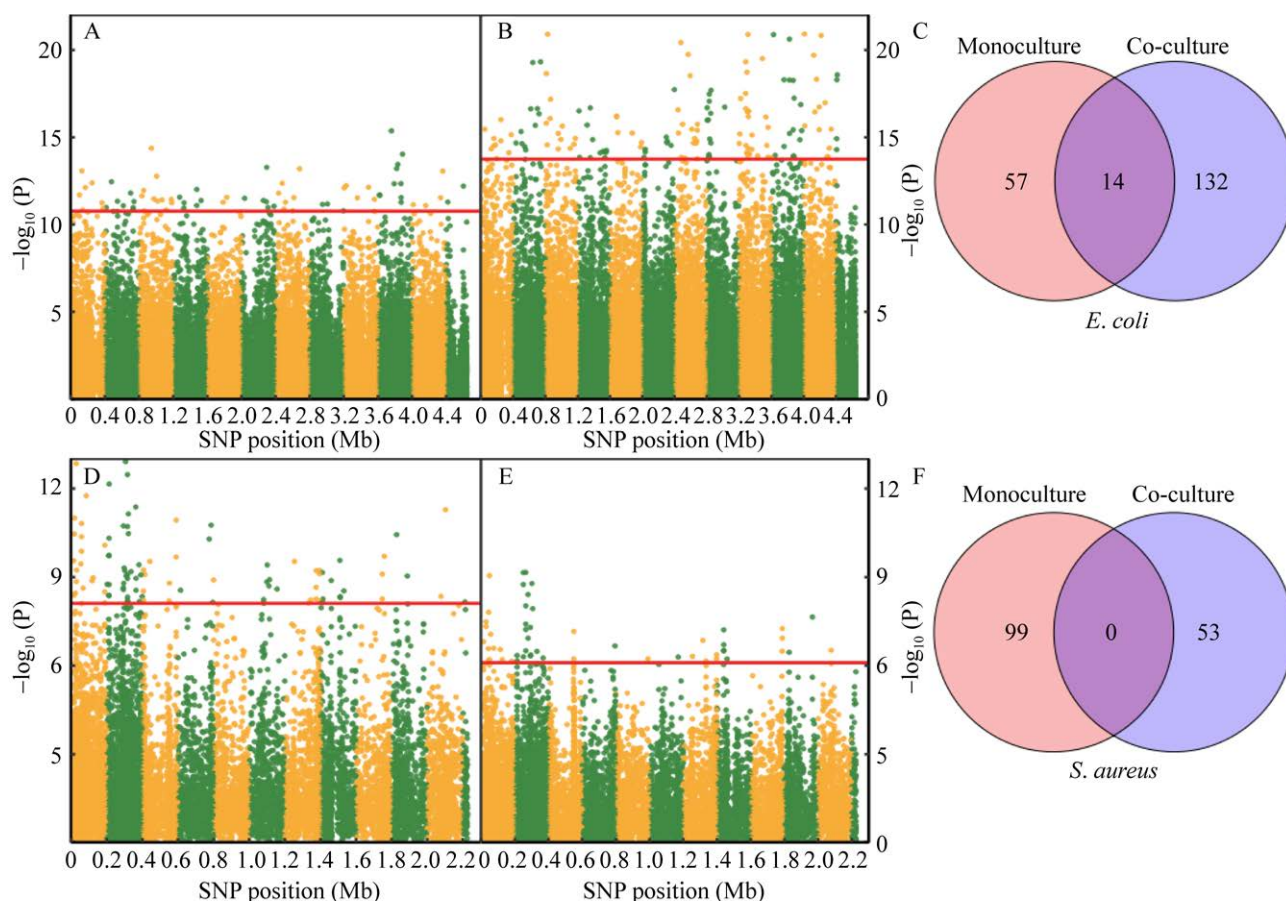 A
B
C
20
15
10
5
−log₁₀ (P)
20
15
10
5
0
−log₁₀ (P)
0 0.4 0.8 1.2 1.6 2.0 2.4 2.8 3.2 3.6 4.0 4.4
SNP position (Mb)
0 0.4 0.8 1.2 1.6 2.0 2.4 2.8 3.2 3.6 4.0 4.4
SNP position (Mb)
Monoculture Co-culture
57 14 132
E. coli
D
E
F
12
9
6
5
−log₁₀ (P)
12
9
6
5
0
−log₁₀ (P)
0 0.2 0.4 0.8 1.0 1.2 1.4 1.6 1.8 2.0 2.2
SNP position (Mb)
0.2 0.4 0.6 0.8 1.0 1.2 1.4 1.6 1.8 2.0 2.2
SNP position (Mb)
Monoculture Co-culture
99 0 53
S. aureus